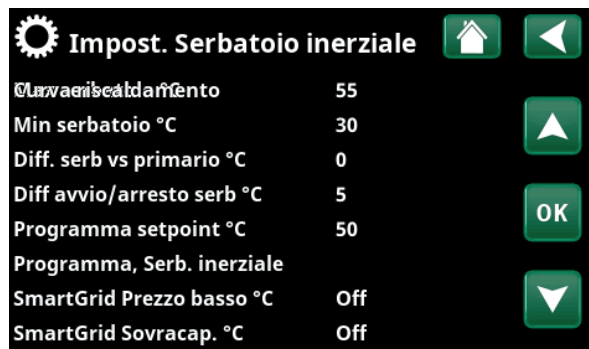 Impost. Serbatoio inerziale
55
Min serbatoio °C 30
Diff. serb vs primario °C 0
Diff avvio/arresto serb °C 5
Programma setpoint °C 50
Programma, Serb. inerziale
SmartGrid Prezzo basso °C Off
SmartGrid Sovracap. °C Off
OK